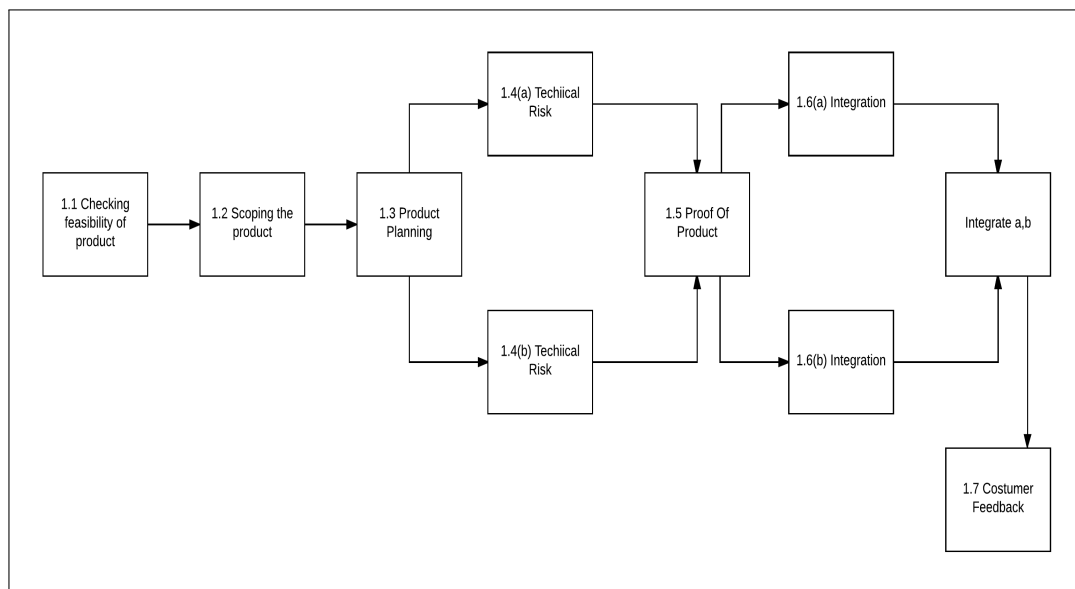 1.1 Checking
feasibility of
product
1.2 Scoping the
product
1.3 Product
Planning
1.4(a) Techiical
Risk
1.4(b) Techiical
Risk
1.5 Proof Of
Product
1.6(a) Integration
1.6(b) Integration
Integrate a,b
1.7 Costumer
Feedback